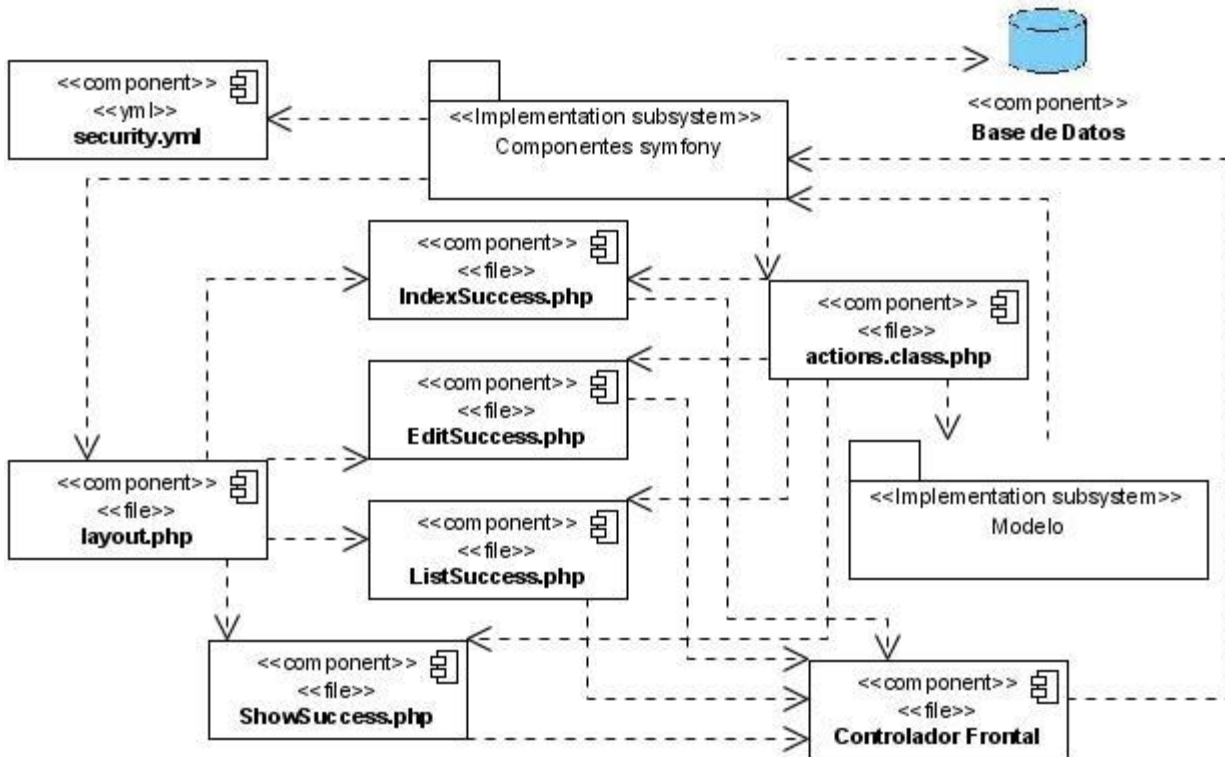 <<component>>
<<yml>>
security.yml
<<Implementation subsystem>>
Componentes symfony
<<component>>
Base de Datos
<<component>>
<<file>>
IndexSuccess.php
<<component>>
<<file>>
actions.class.php
<<component>>
<<file>>
EditSuccess.php
<<component>>
<<file>>
layout.php
<<component>>
<<file>>
ListSuccess.php
<<Implementation subsystem>>
Modelo
<<component>>
<<file>>
ShowSuccess.php
<<component>>
<<file>>
Controlador Frontal